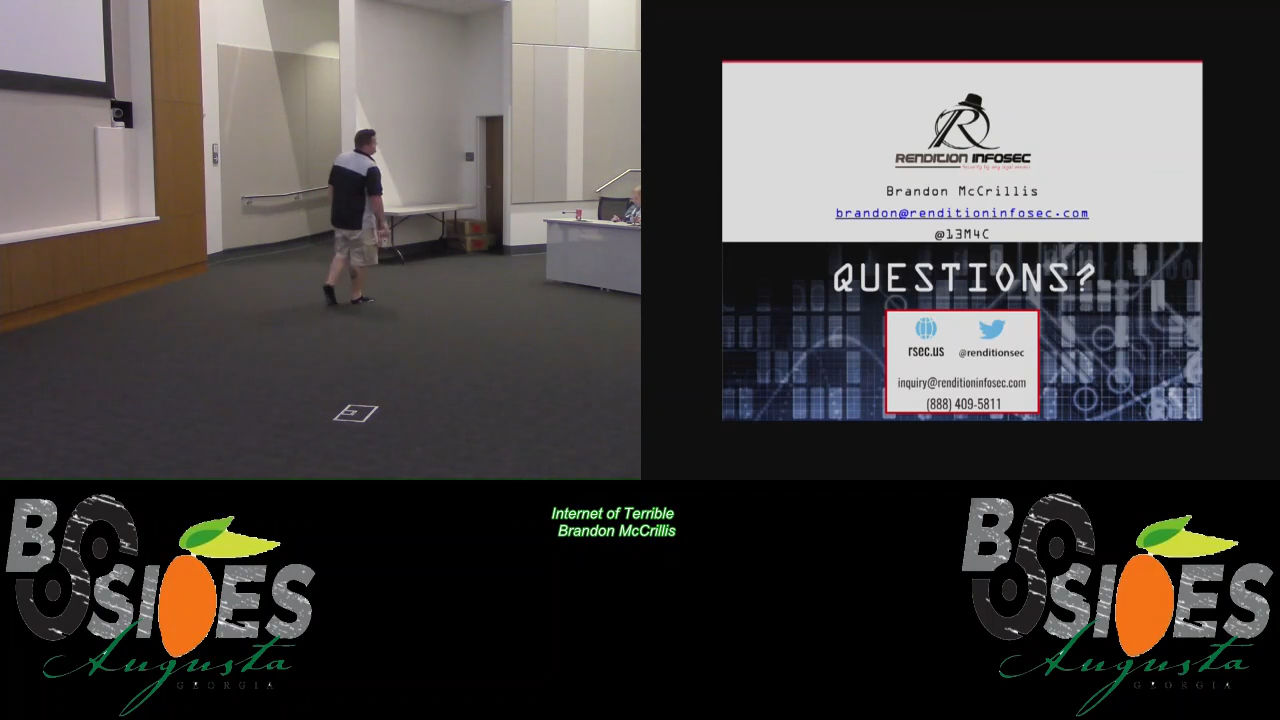 RENDITION INFOSEC
Brandon McCrillis
brandon@renditioninfosec.com
@13M4C
QUESTIONS?
rsec.us
@renditionsec
inquiry@renditioninfosec.com
(888) 409-5811
Internet of Terrible
Brandon McCrillis
BSIDES
Augusta
GEORGIA
BSIDES
Augusta
GEORGIA